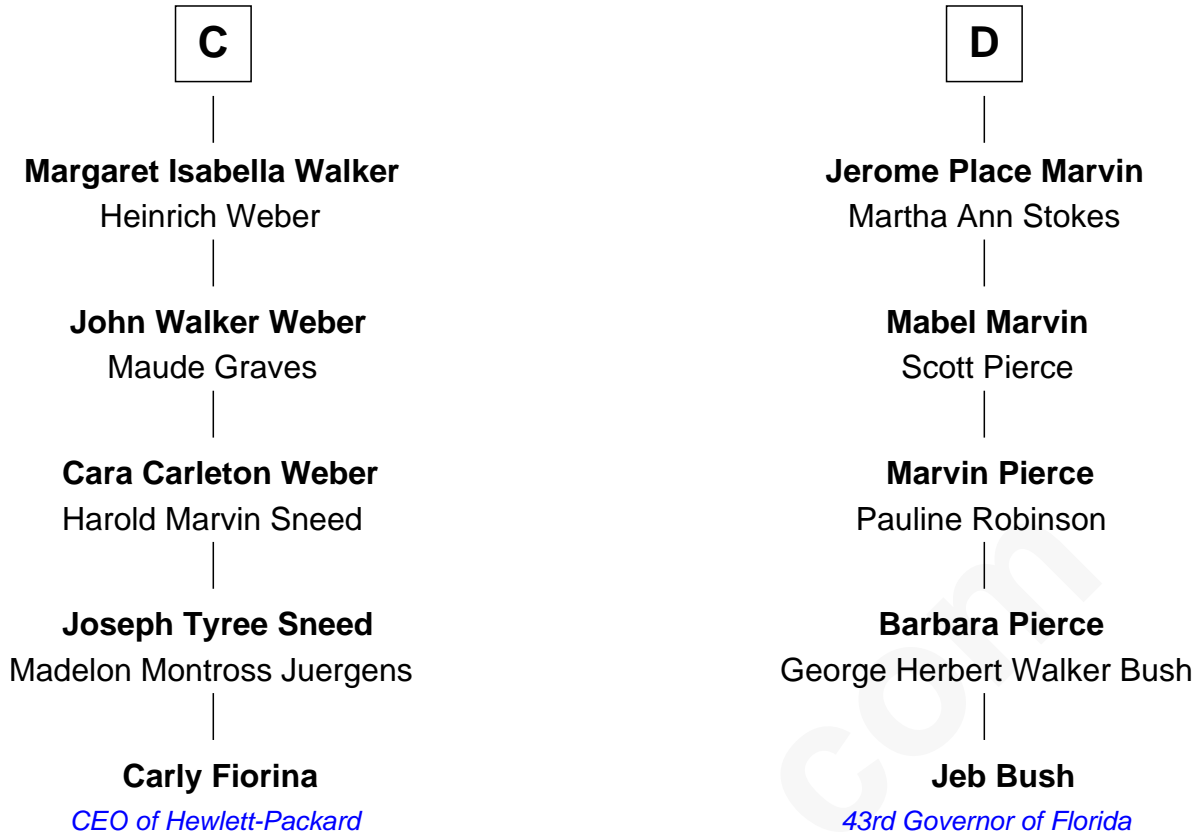 C
Margaret Isabella Walker
Heinrich Weber
John Walker Weber
Maude Graves
Cara Carleton Weber
Harold Marvin Sneed
Joseph Tyree Sneed
Madelon Montross Juergens
Carly Fiorina
CEO of Hewlett-Packard
D
Jerome Place Marvin
Martha Ann Stokes
Mabel Marvin
Scott Pierce
Marvin Pierce
Pauline Robinson
Barbara Pierce
George Herbert Walker Bush
Jeb Bush
43rd Governor of Florida
com